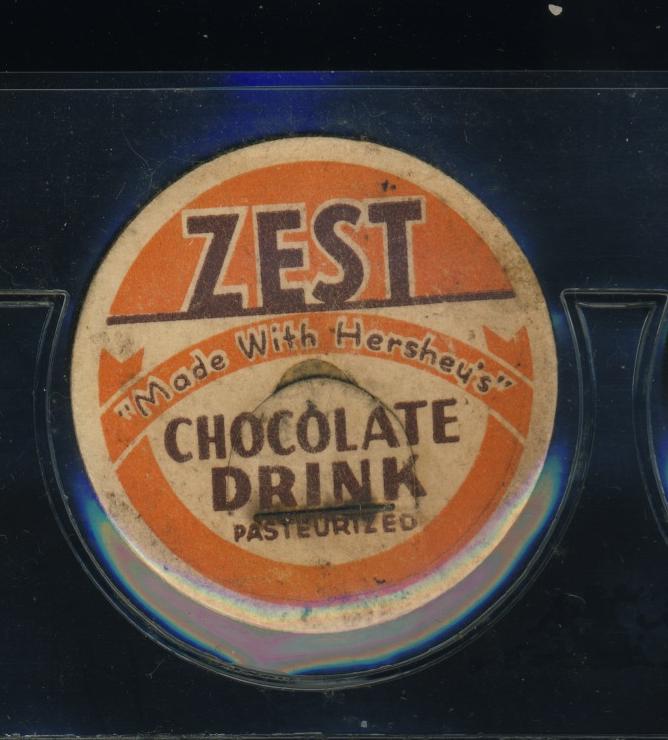 ZEST
"Made With Hershey's"
CHOCOLATE
DRINK
PASTEURIZED